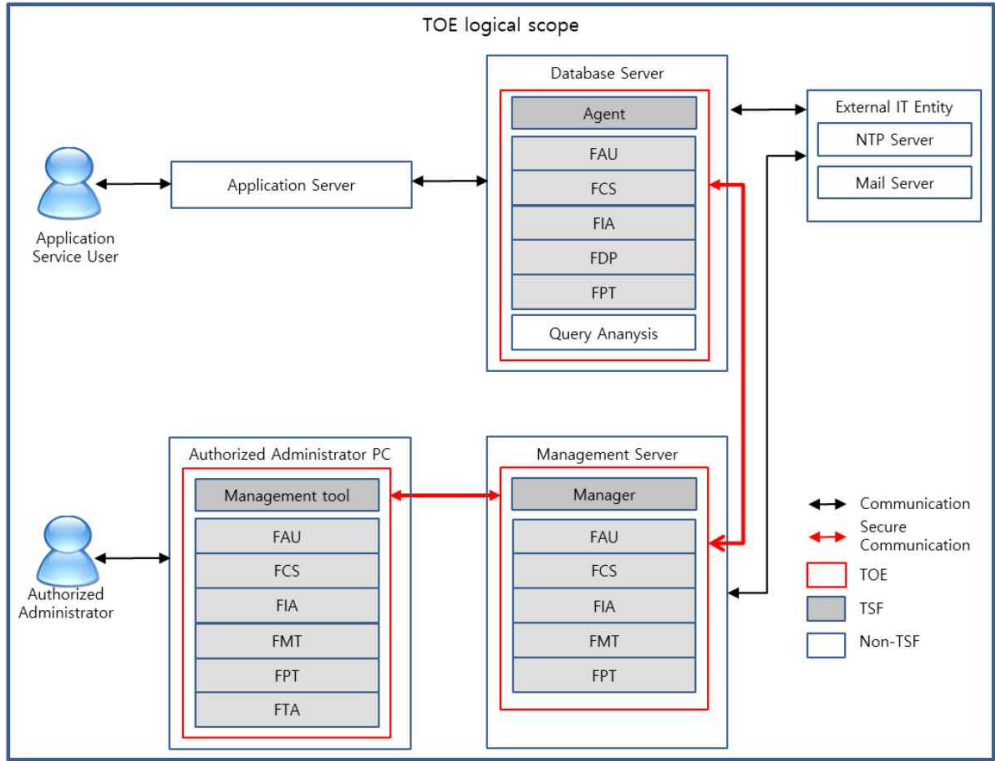 TOE logical scope
Database Server
Agent
FAU
FCS
FIA
FDP
FPT
Query Ananysis
External IT Entity
NTP Server
Mail Server
Application Server
Application
Service User
Authorized Administrator PC
Management tool
FAU
FCS
FIA
FMT
FPT
FTA
Management Server
Manager
FAU
FCS
FIA
FMT
FPT
Authorized
Administrator
Communication
Secure
Communication
TOE
TSF
Non-TSF